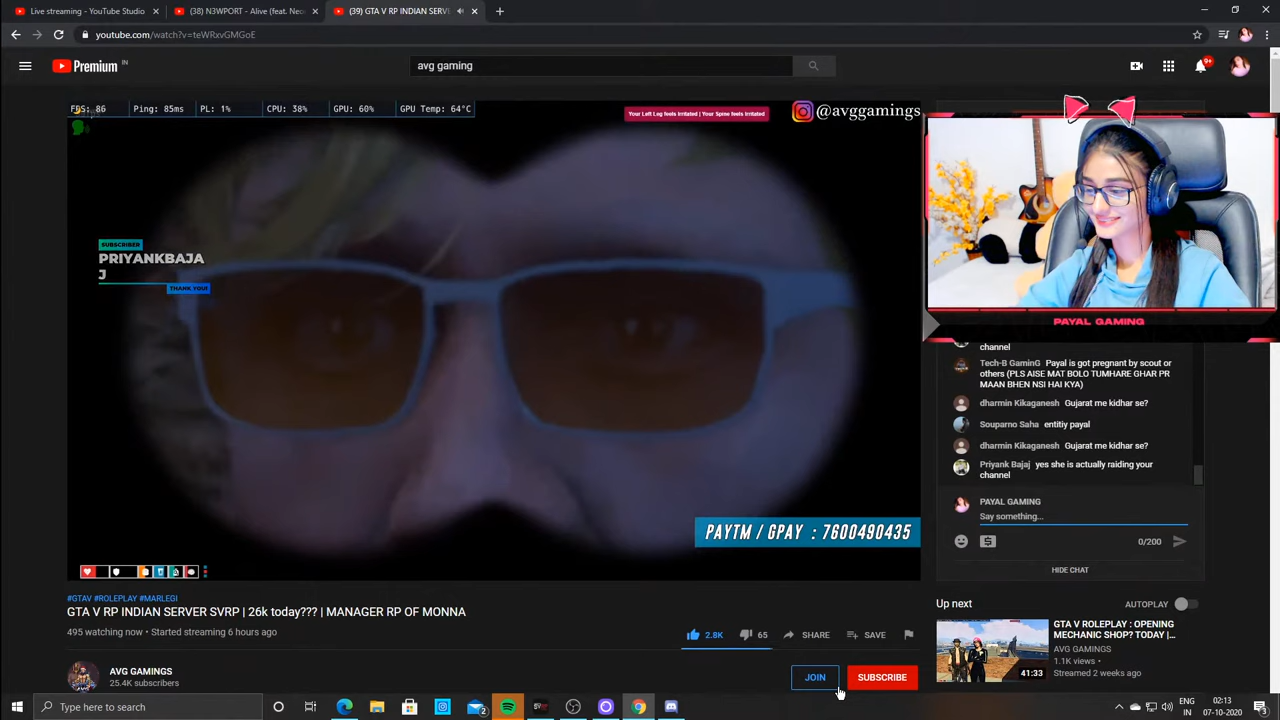 Live streaming - YouTube Studio
(38) N3WPORT - Alive (feat. Neo
(39) GTA V RP INDIAN SERVE
youtube.com/watch?v=teWRxvGMGoE
Premium IN
avg gaming
9+
FPS: 86
Ping: 85ms
PL: 1%
CPU: 38%
GPU: 60%
GPU Temp: 64°C
Your Left Leg feels Irritated | Your Spine feels Irritated
@avggamings
SUBSCRIBER
PRIYANKBAJA
J
THANK YOU!
PAYTM / GPAY : 7600490435
PAYAL GAMING
channel
Tech-B GaminG Payal is got pregnant by scout or
others (PLS AISE MAT BOLO TUMHARE GHAR PR
MAAN BHEN NSI HAI KYA)
dharmin Kikaganesh Gujarat me kidhar se?
Souparno Saha entitiy payal
dharmin Kikaganesh Gujarat me kidhar se?
Priyank Bajaj yes she is actually raiding your
channel
PAYAL GAMING
Say something...
0/200
HIDE CHAT
#GTAV #ROLEPLAY #MARLEGI
GTA V RP INDIAN SERVER SVRP | 26k today??? | MANAGER RP OF MONNA
495 watching now • Started streaming 6 hours ago
2.8K
65
SHARE
SAVE
AVG GAMINGS
25.4K subscribers
JOIN
SUBSCRIBE
Up next
AUTOPLAY
GTA V ROLEPLAY : OPENING
MECHANIC SHOP? TODAY |...
AVG GAMINGS
1.1K views •
Streamed 2 weeks ago
41:33
Type here to search
2
ENG
IN
02:13
07-10-2020
3